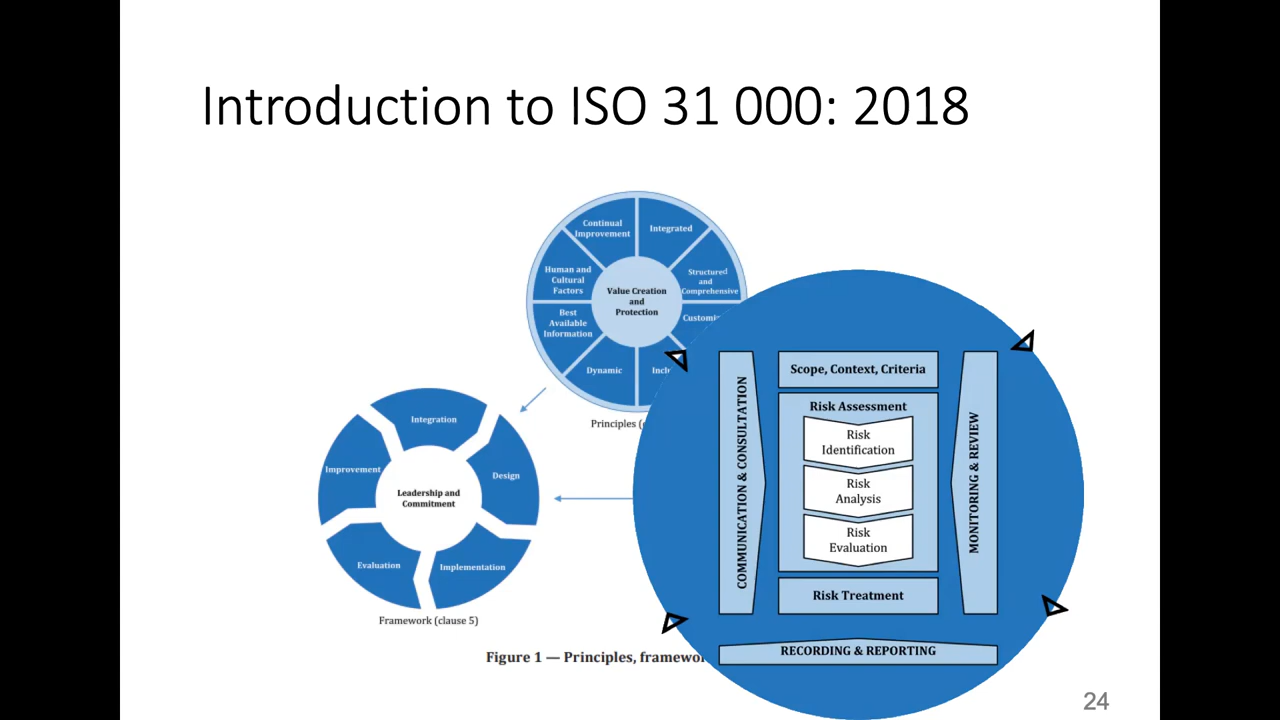 Introduction to ISO 31 000: 2018
Continual
Improvement
Integrated
Human and
Cultural
Factors
Structured
and
Comprehensive
Value Creation
and
Protection
Best
Available
Information
Dynamic
Principles
Integration
Improvement
Design
Leadership and
Commitment
Evaluation
Implementation
Framework (clause 5)
Scope, Context, Criteria
Risk Assessment
Risk
Identification
Risk
Analysis
Risk
Evaluation
Risk Treatment
COMMUNICATION & CONSULTATION
MONITORING & REVIEW
RECORDING & REPORTING
Figure 1 — Principles,
24